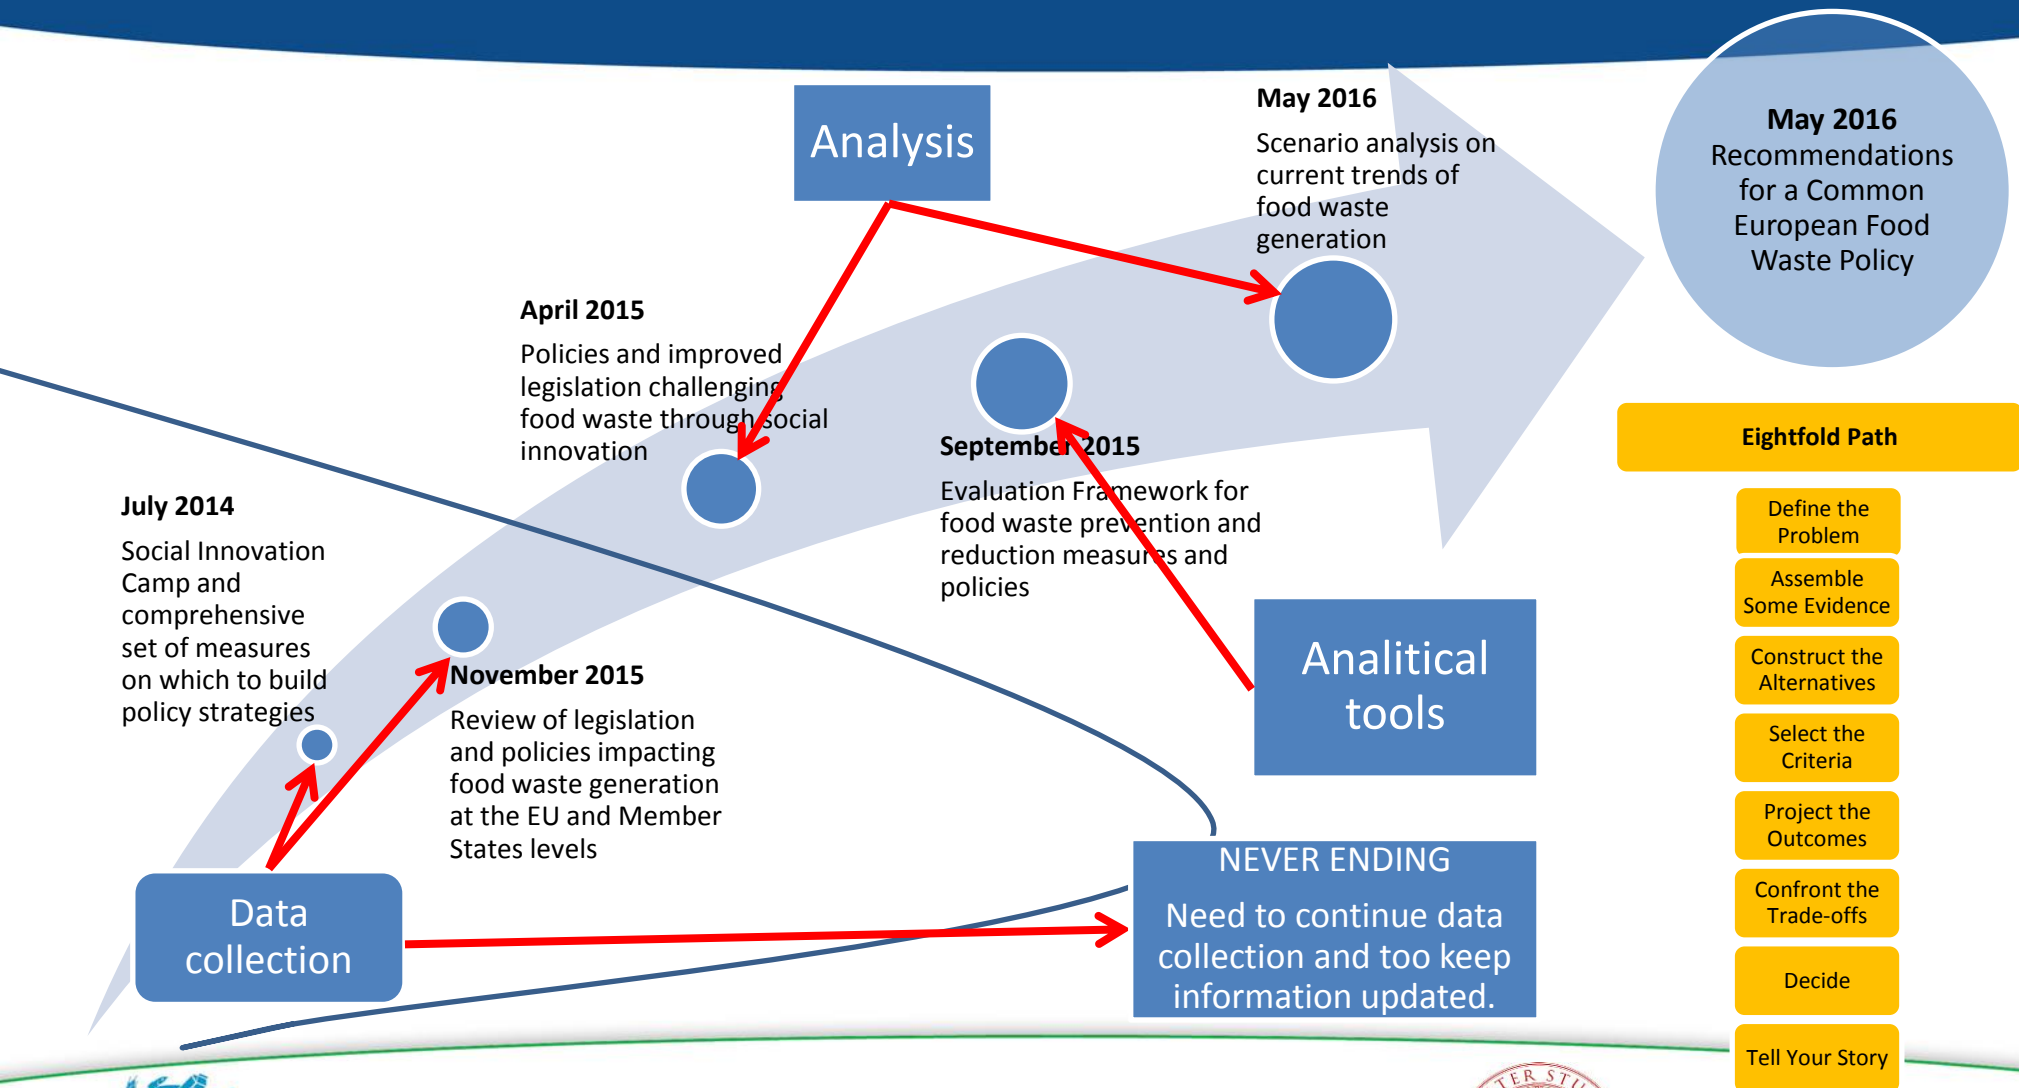 Analysis
May 2016
Scenario analysis on
current trends of
food waste
generation
May 2016
Recommendations
for a Common
European Food
Waste Policy
April 2015
Policies and improved
legislation challenging
food waste through social
innovation
September 2015
Evaluation Framework for
food waste prevention and
reduction measures and
policies
July 2014
Social Innovation
Camp and
comprehensive
set of measures
on which to build
policy strategies
November 2015
Review of legislation
and policies impacting
food waste generation
at the EU and Member
States levels
Analitical
tools
Data
collection
NEVER ENDING
Need to continue data
collection and too keep
information updated.
Eightfold Path
Define the
Problem
Assemble
Some Evidence
Construct the
Alternatives
Select the
Criteria
Project the
Outcomes
Confront the
Trade-offs
Decide
Tell Your Story